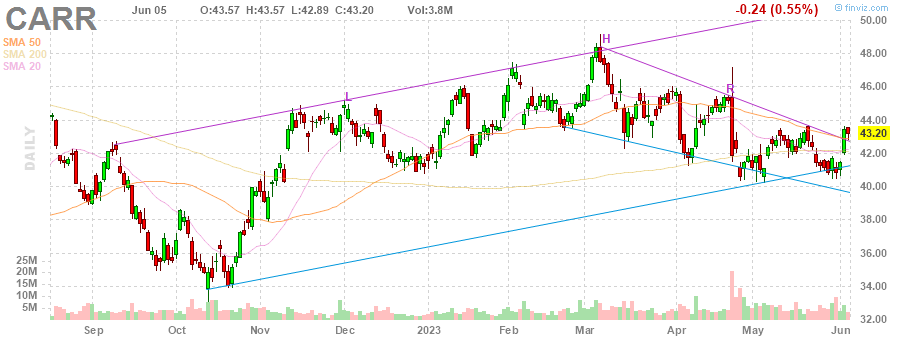 CARR Jun 05 O:43.57 H:43.57 L:42.89 C:43.20 Vol:3.8M -0.24 (0.55%) © finviz.com
SMA 50
SMA 200
SMA 20
DAILY
50.00
48.00
46.00
44.00
43.20
42.00
40.00
38.00
36.00
34.00
32.00
25M
20M
15M
10M
5M
L
H
R
Sep Oct Nov Dec 2023 Feb Mar Apr May Jun